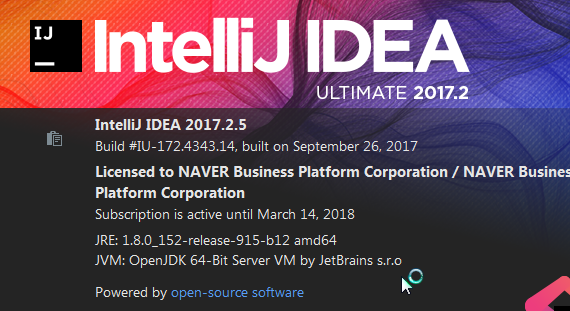 IJ
IntelliJ IDEA
ULTIMATE 2017.2
IntelliJ IDEA 2017.2.5
Build #IU-172.4343.14, built on September 26, 2017
Licensed to NAVER Business Platform Corporation / NAVER Busines
Platform Corporation
Subscription is active until March 14, 2018
JRE: 1.8.0_152-release-915-b12 amd64
JVM: OpenJDK 64-Bit Server VM by JetBrains s.r.o
Powered by open-source software